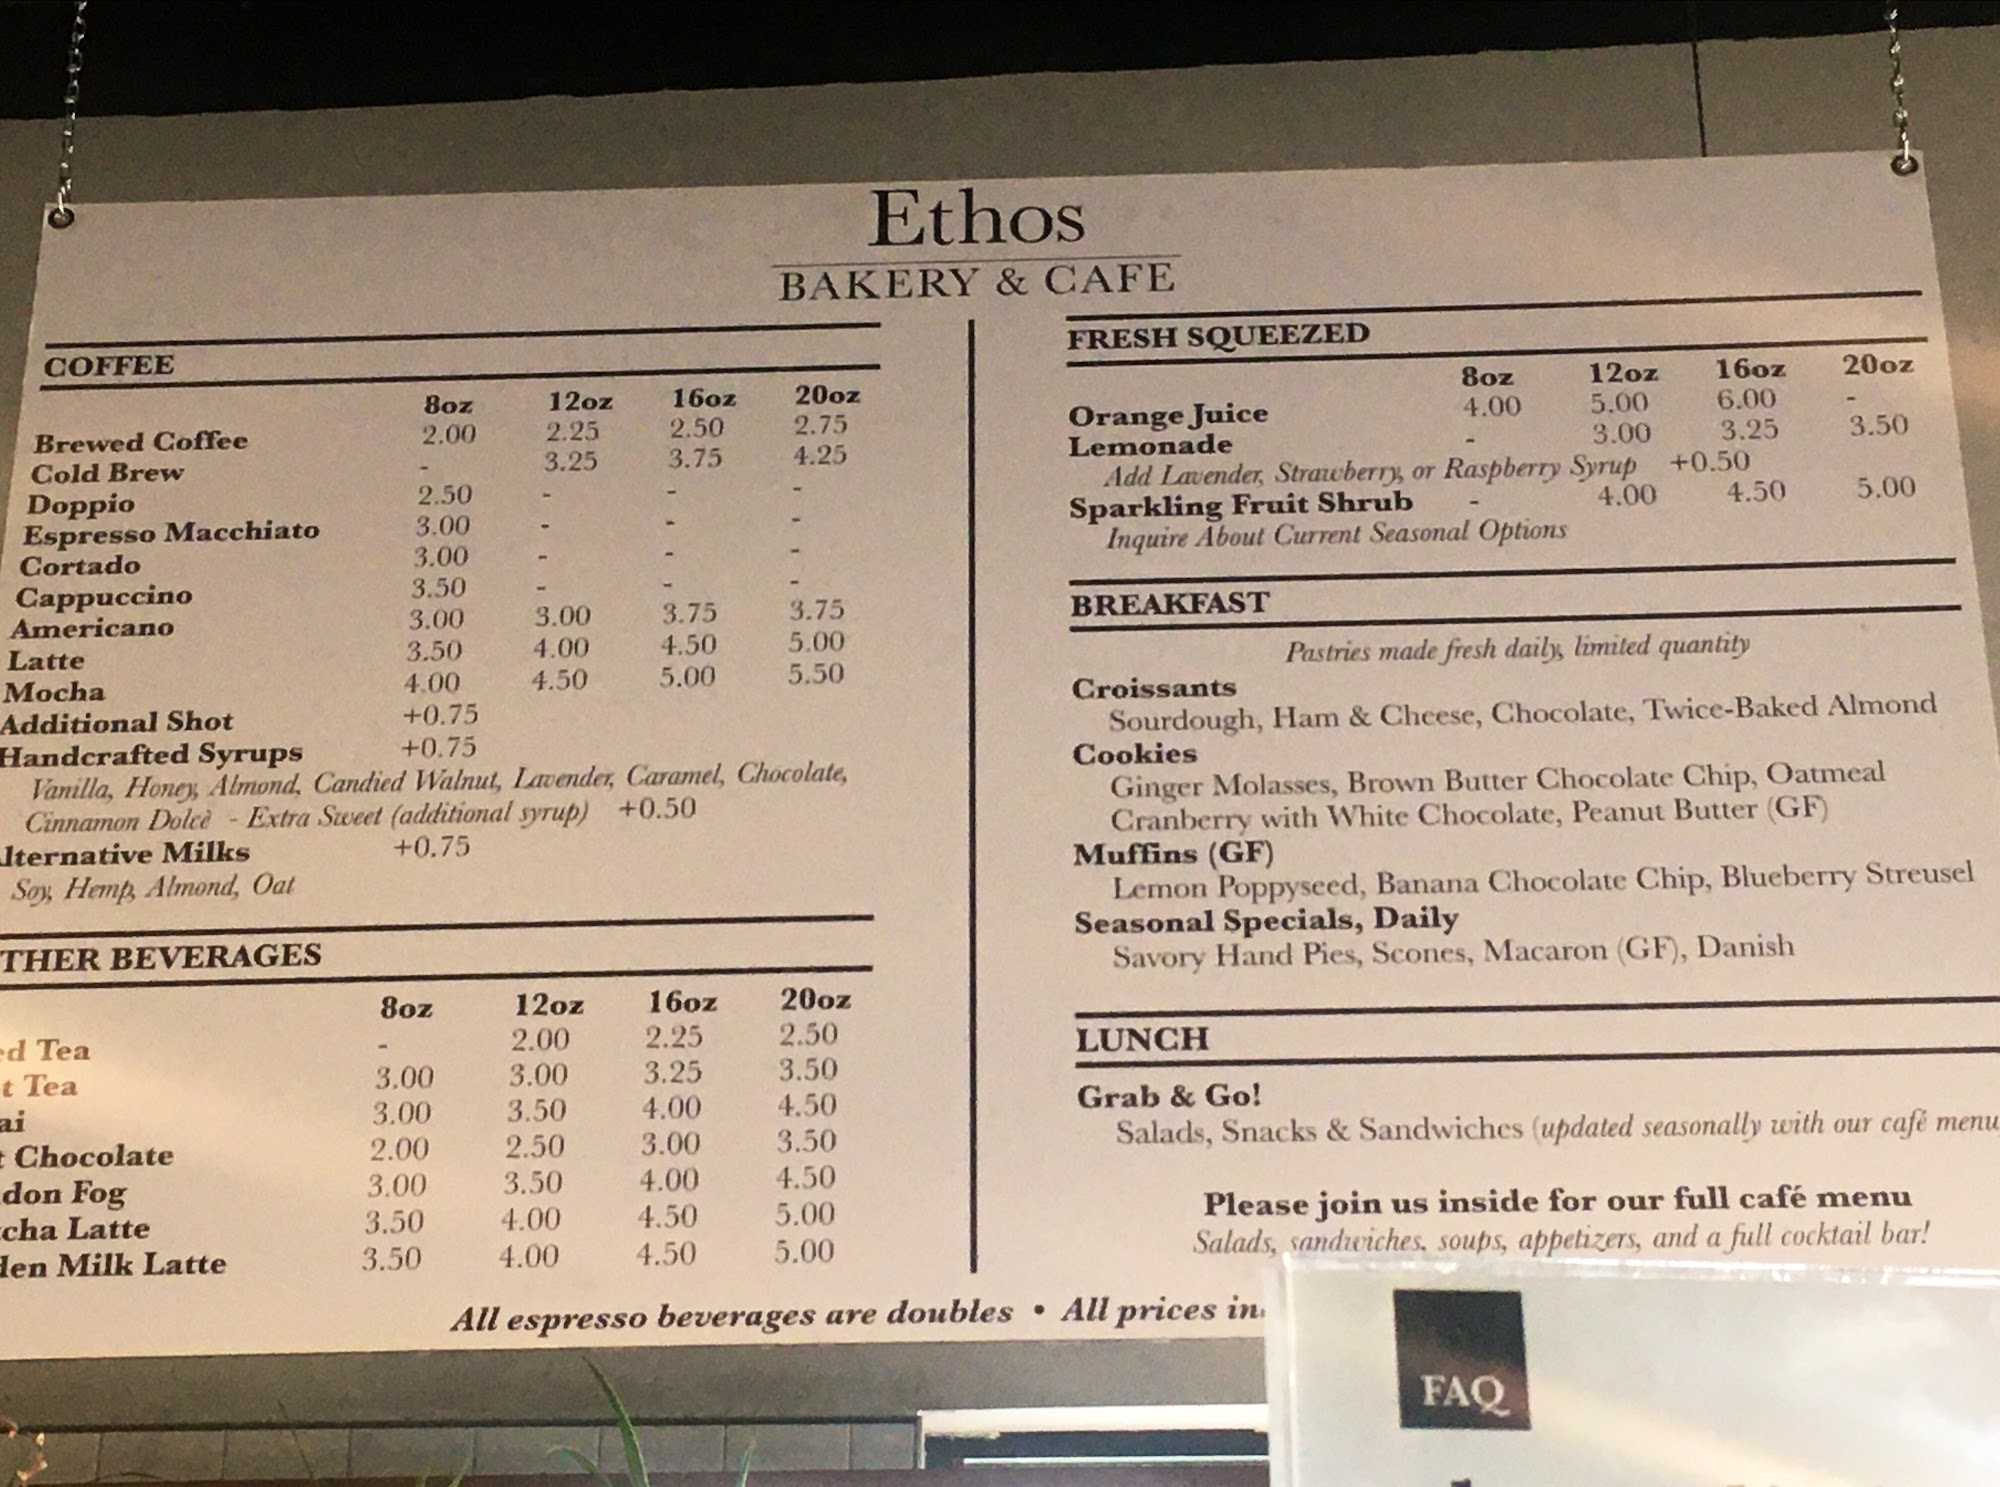 Ethos
BAKERY & CAFE
COFFEE
8oz 12oz 16oz 20oz
Brewed Coffee 2.00 2.25 2.50 2.75
Cold Brew - 3.25 3.75 4.25
Doppio 2.50 - - -
Espresso Macchiato 3.00 - - -
Cortado 3.00 - - -
Cappuccino 3.50 - - -
Americano 3.00 3.00 3.75 3.75
Latte 3.50 4.00 4.50 5.00
Mocha 4.00 4.50 5.00 5.50
Additional Shot +0.75
Handcrafted Syrups +0.75
Vanilla, Honey, Almond, Candied Walnut, Lavender, Caramel, Chocolate,
Cinnamon Dolcè - Extra Sweet (additional syrup) +0.50
lternative Milks +0.75
Soy, Hemp, Almond, Oat
THER BEVERAGES
8oz 12oz 16oz 20oz
ed Tea - 2.00 2.25 2.50
t Tea 3.00 3.00 3.25 3.50
ai 3.00 3.50 4.00 4.50
t Chocolate 2.00 2.50 3.00 3.50
don Fog 3.00 3.50 4.00 4.50
cha Latte 3.50 4.00 4.50 5.00
den Milk Latte 3.50 4.00 4.50 5.00
FRESH SQUEEZED
8oz 12oz 16oz 20oz
Orange Juice 4.00 5.00 6.00 -
Lemonade - 3.00 3.25 3.50
Add Lavender, Strawberry, or Raspberry Syrup +0.50
Sparkling Fruit Shrub - 4.00 4.50 5.00
Inquire About Current Seasonal Options
BREAKFAST
Pastries made fresh daily, limited quantity
Croissants
Sourdough, Ham & Cheese, Chocolate, Twice-Baked Almond
Cookies
Ginger Molasses, Brown Butter Chocolate Chip, Oatmeal
Cranberry with White Chocolate, Peanut Butter (GF)
Muffins (GF)
Lemon Poppyseed, Banana Chocolate Chip, Blueberry Streusel
Seasonal Specials, Daily
Savory Hand Pies, Scones, Macaron (GF), Danish
LUNCH
Grab & Go!
Salads, Snacks & Sandwiches (updated seasonally with our café menu
Please join us inside for our full café menu
Salads, sandwiches, soups, appetizers, and a full cocktail bar!
All espresso beverages are doubles • All prices in
FAQ